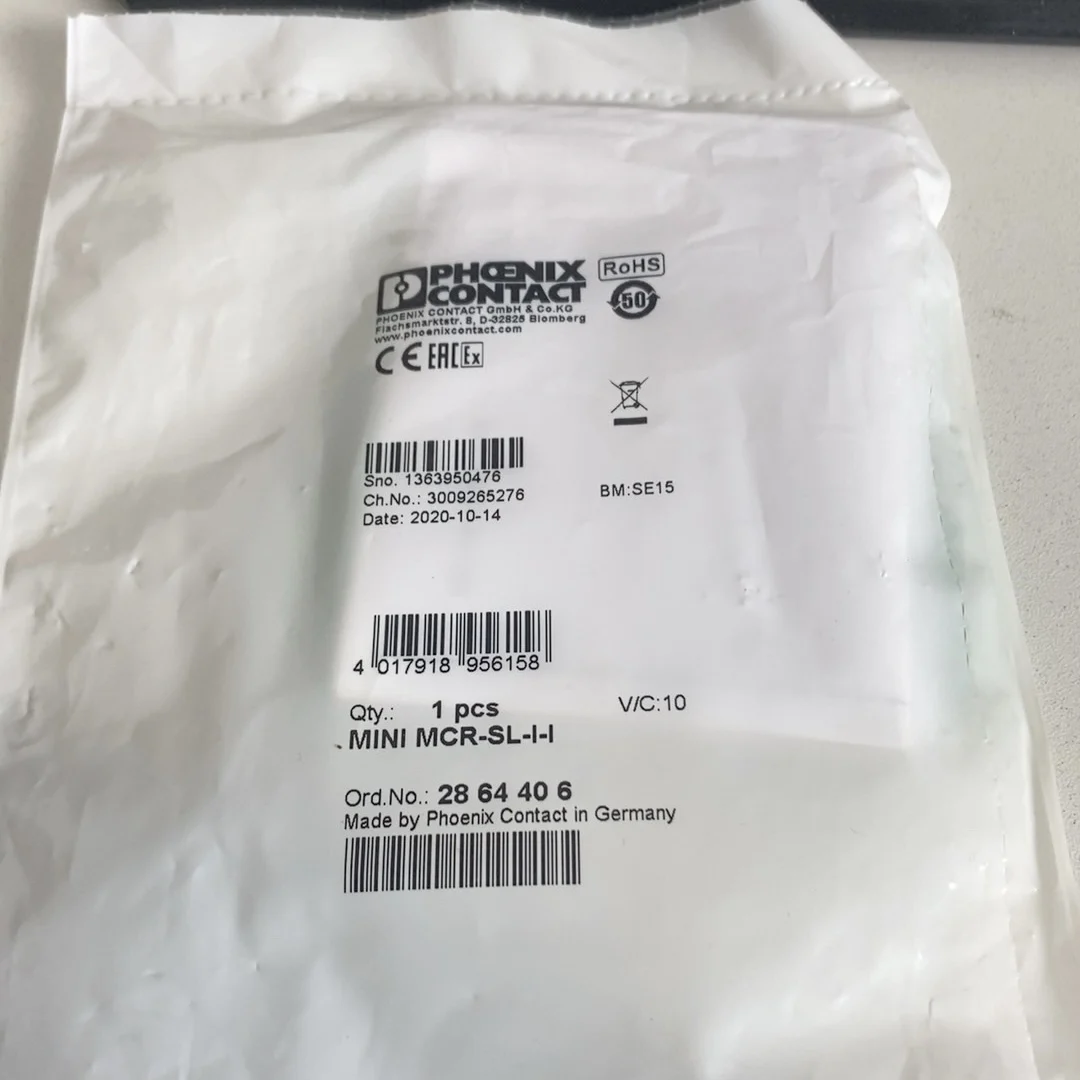 PHŒNIX
CONTACT
RoHS
50
PHOENIX CONTACT GmbH & Co.KG
Flachsmarktstr. 8, D-32825 Blomberg
www.phoenixcontact.com
CE EAC Ex
Sno. 1363950476
Ch.No.: 3009265276
BM:SE15
Date: 2020-10-14
4 017918 956158
Qty.: 1 pcs
V/C:10
MINI MCR-SL-I-I
Ord.No.: 28 64 40 6
Made by Phoenix Contact in Germany